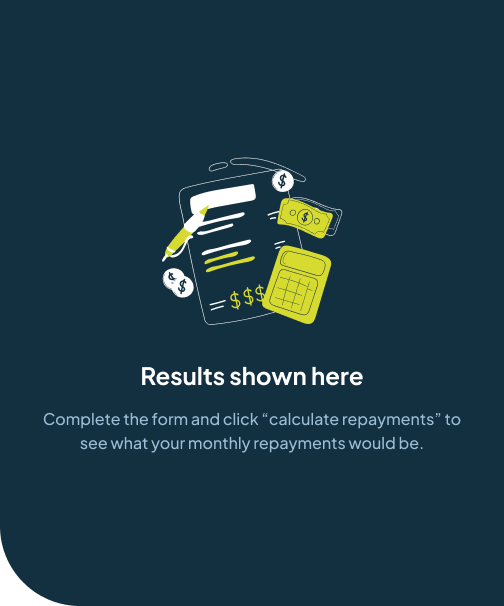 $
$
$
$
$$$
Results shown here
Complete the form and click “calculate repayments” to
see what your monthly repayments would be.